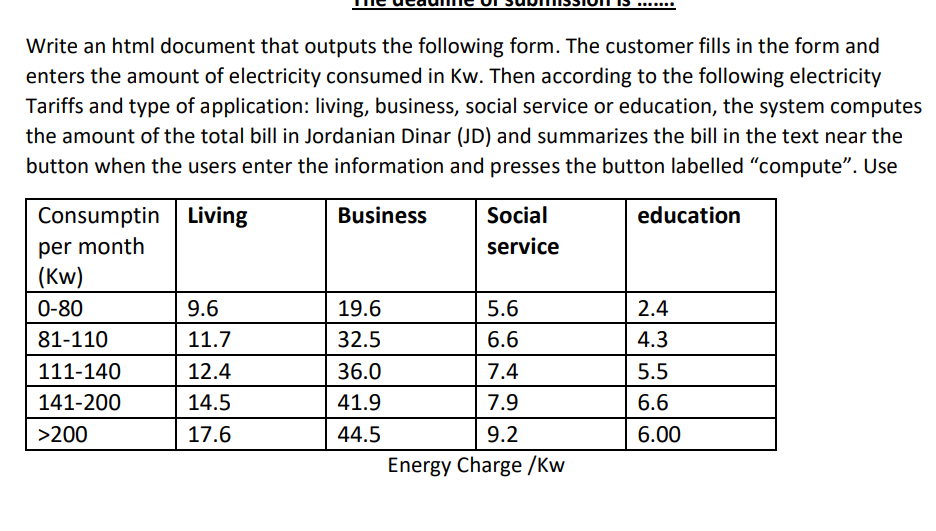 The deadline of submission is .......
Write an html document that outputs the following form. The customer fills in the form and
enters the amount of electricity consumed in Kw. Then according to the following electricity
Tariffs and type of application: living, business, social service or education, the system computes
the amount of the total bill in Jordanian Dinar (JD) and summarizes the bill in the text near the
button when the users enter the information and presses the button labelled “compute”. Use
Consumptin per month (Kw) Living Business Social service education
0-80 9.6 19.6 5.6 2.4
81-110 11.7 32.5 6.6 4.3
111-140 12.4 36.0 7.4 5.5
141-200 14.5 41.9 7.9 6.6
>200 17.6 44.5 9.2 6.00
Energy Charge /Kw